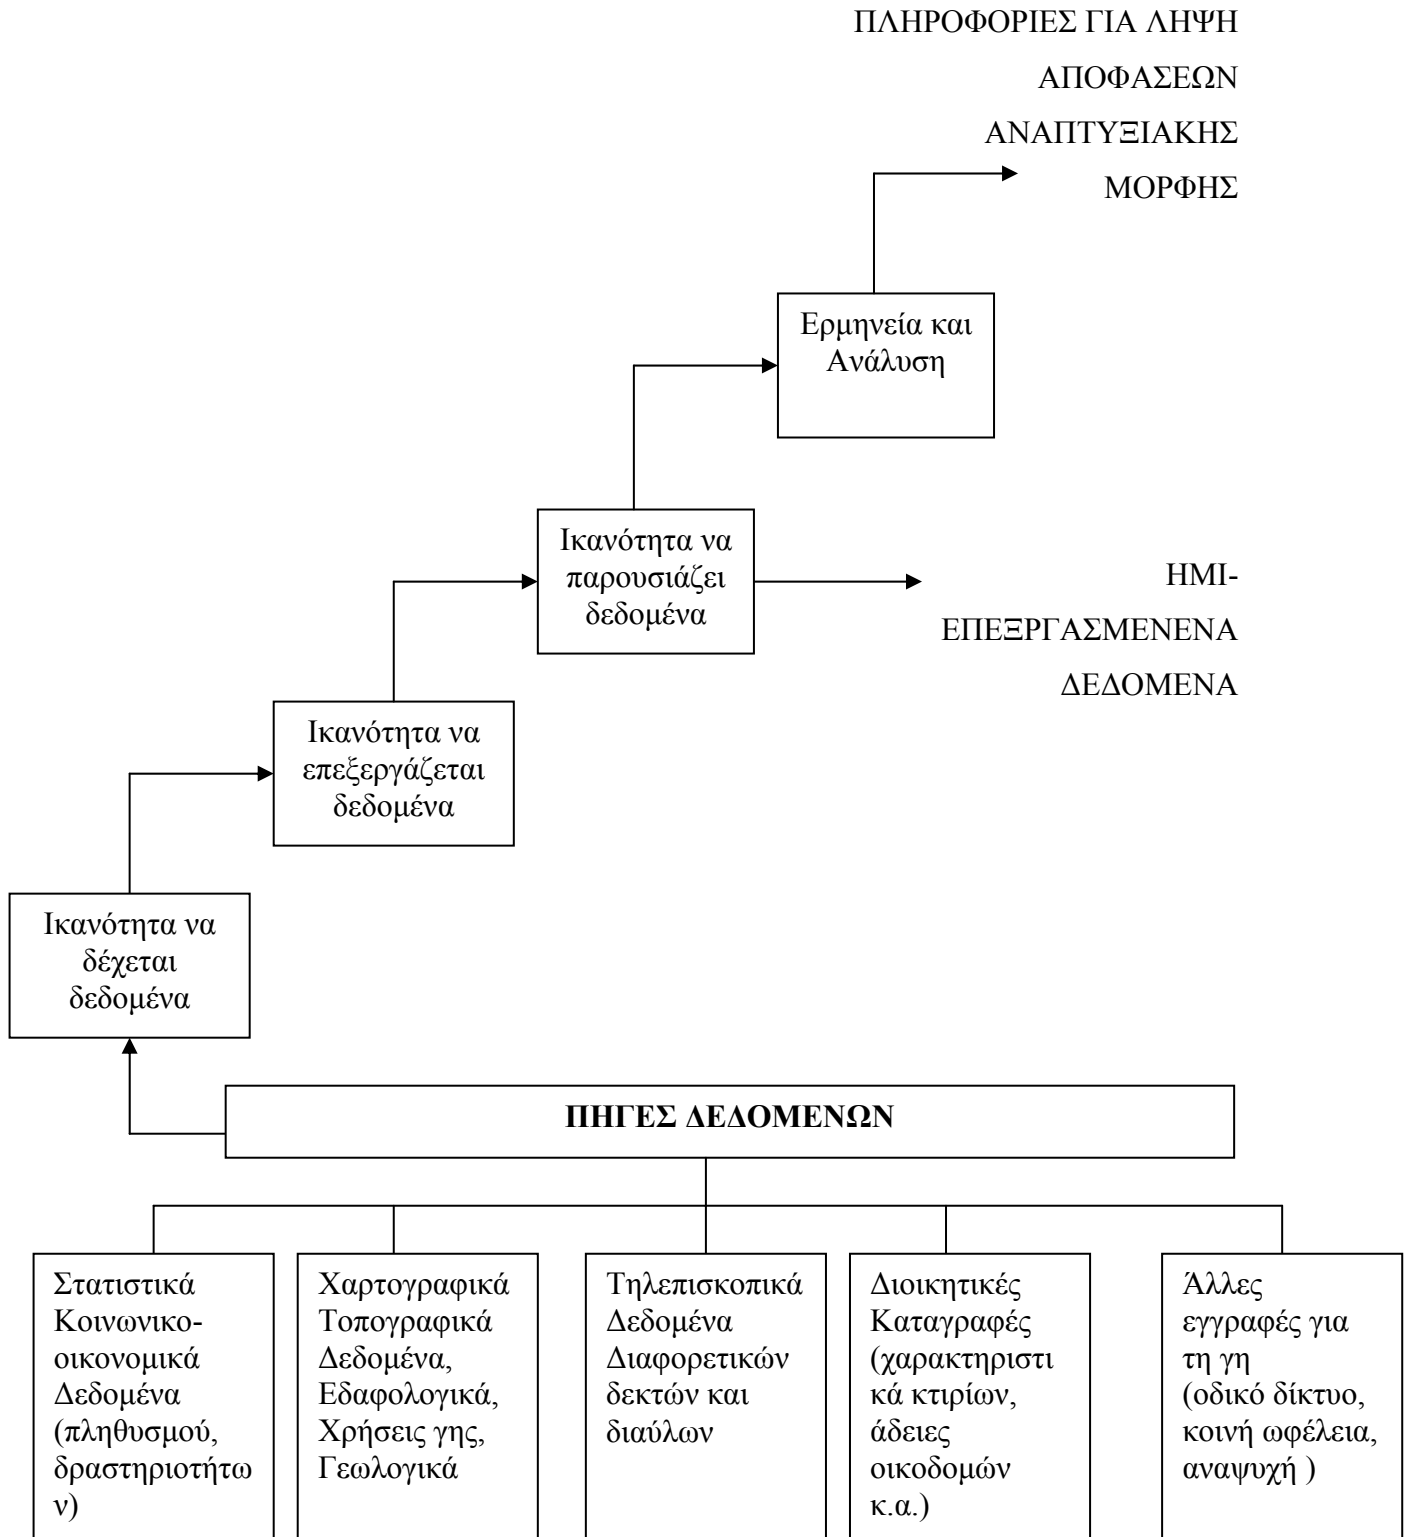 ΠΛΗΡΟΦΟΡΙΕΣ ΓΙΑ ΛΗΨΗ
ΑΠΟΦΑΣΕΩΝ
ΑΝΑΠΤΥΞΙΑΚΗΣ
ΜΟΡΦΗΣ
Ερμηνεία και
Ανάλυση
Ικανότητα να
παρουσιάζει
δεδομένα
ΗΜΙ-
ΕΠΕΞΡΓΑΣΜΕΝΕΝΑ
ΔΕΔΟΜΕΝΑ
Ικανότητα να
επεξεργάζεται
δεδομένα
Ικανότητα να
δέχεται
δεδομένα
ΠΗΓΕΣ ΔΕΔΟΜΕΝΩΝ
Στατιστικά
Κοινωνικο-
οικονομικά
Δεδομένα
(πληθυσμού,
δραστηριοτήτω
ν)
Χαρτογραφικά
Τοπογραφικά
Δεδομένα,
Εδαφολογικά,
Χρήσεις γης,
Γεωλογικά
Τηλεπισκοπικά
Δεδομένα
Διαφορετικών
δεκτών και
διαύλων
Διοικητικές
Καταγραφές
(χαρακτηριστι
κά κτιρίων,
άδειες
οικοδομών
κ.α.)
Άλλες
εγγραφές για
τη γη
(οδικό δίκτυο,
κοινή ωφέλεια,
αναψυχή )